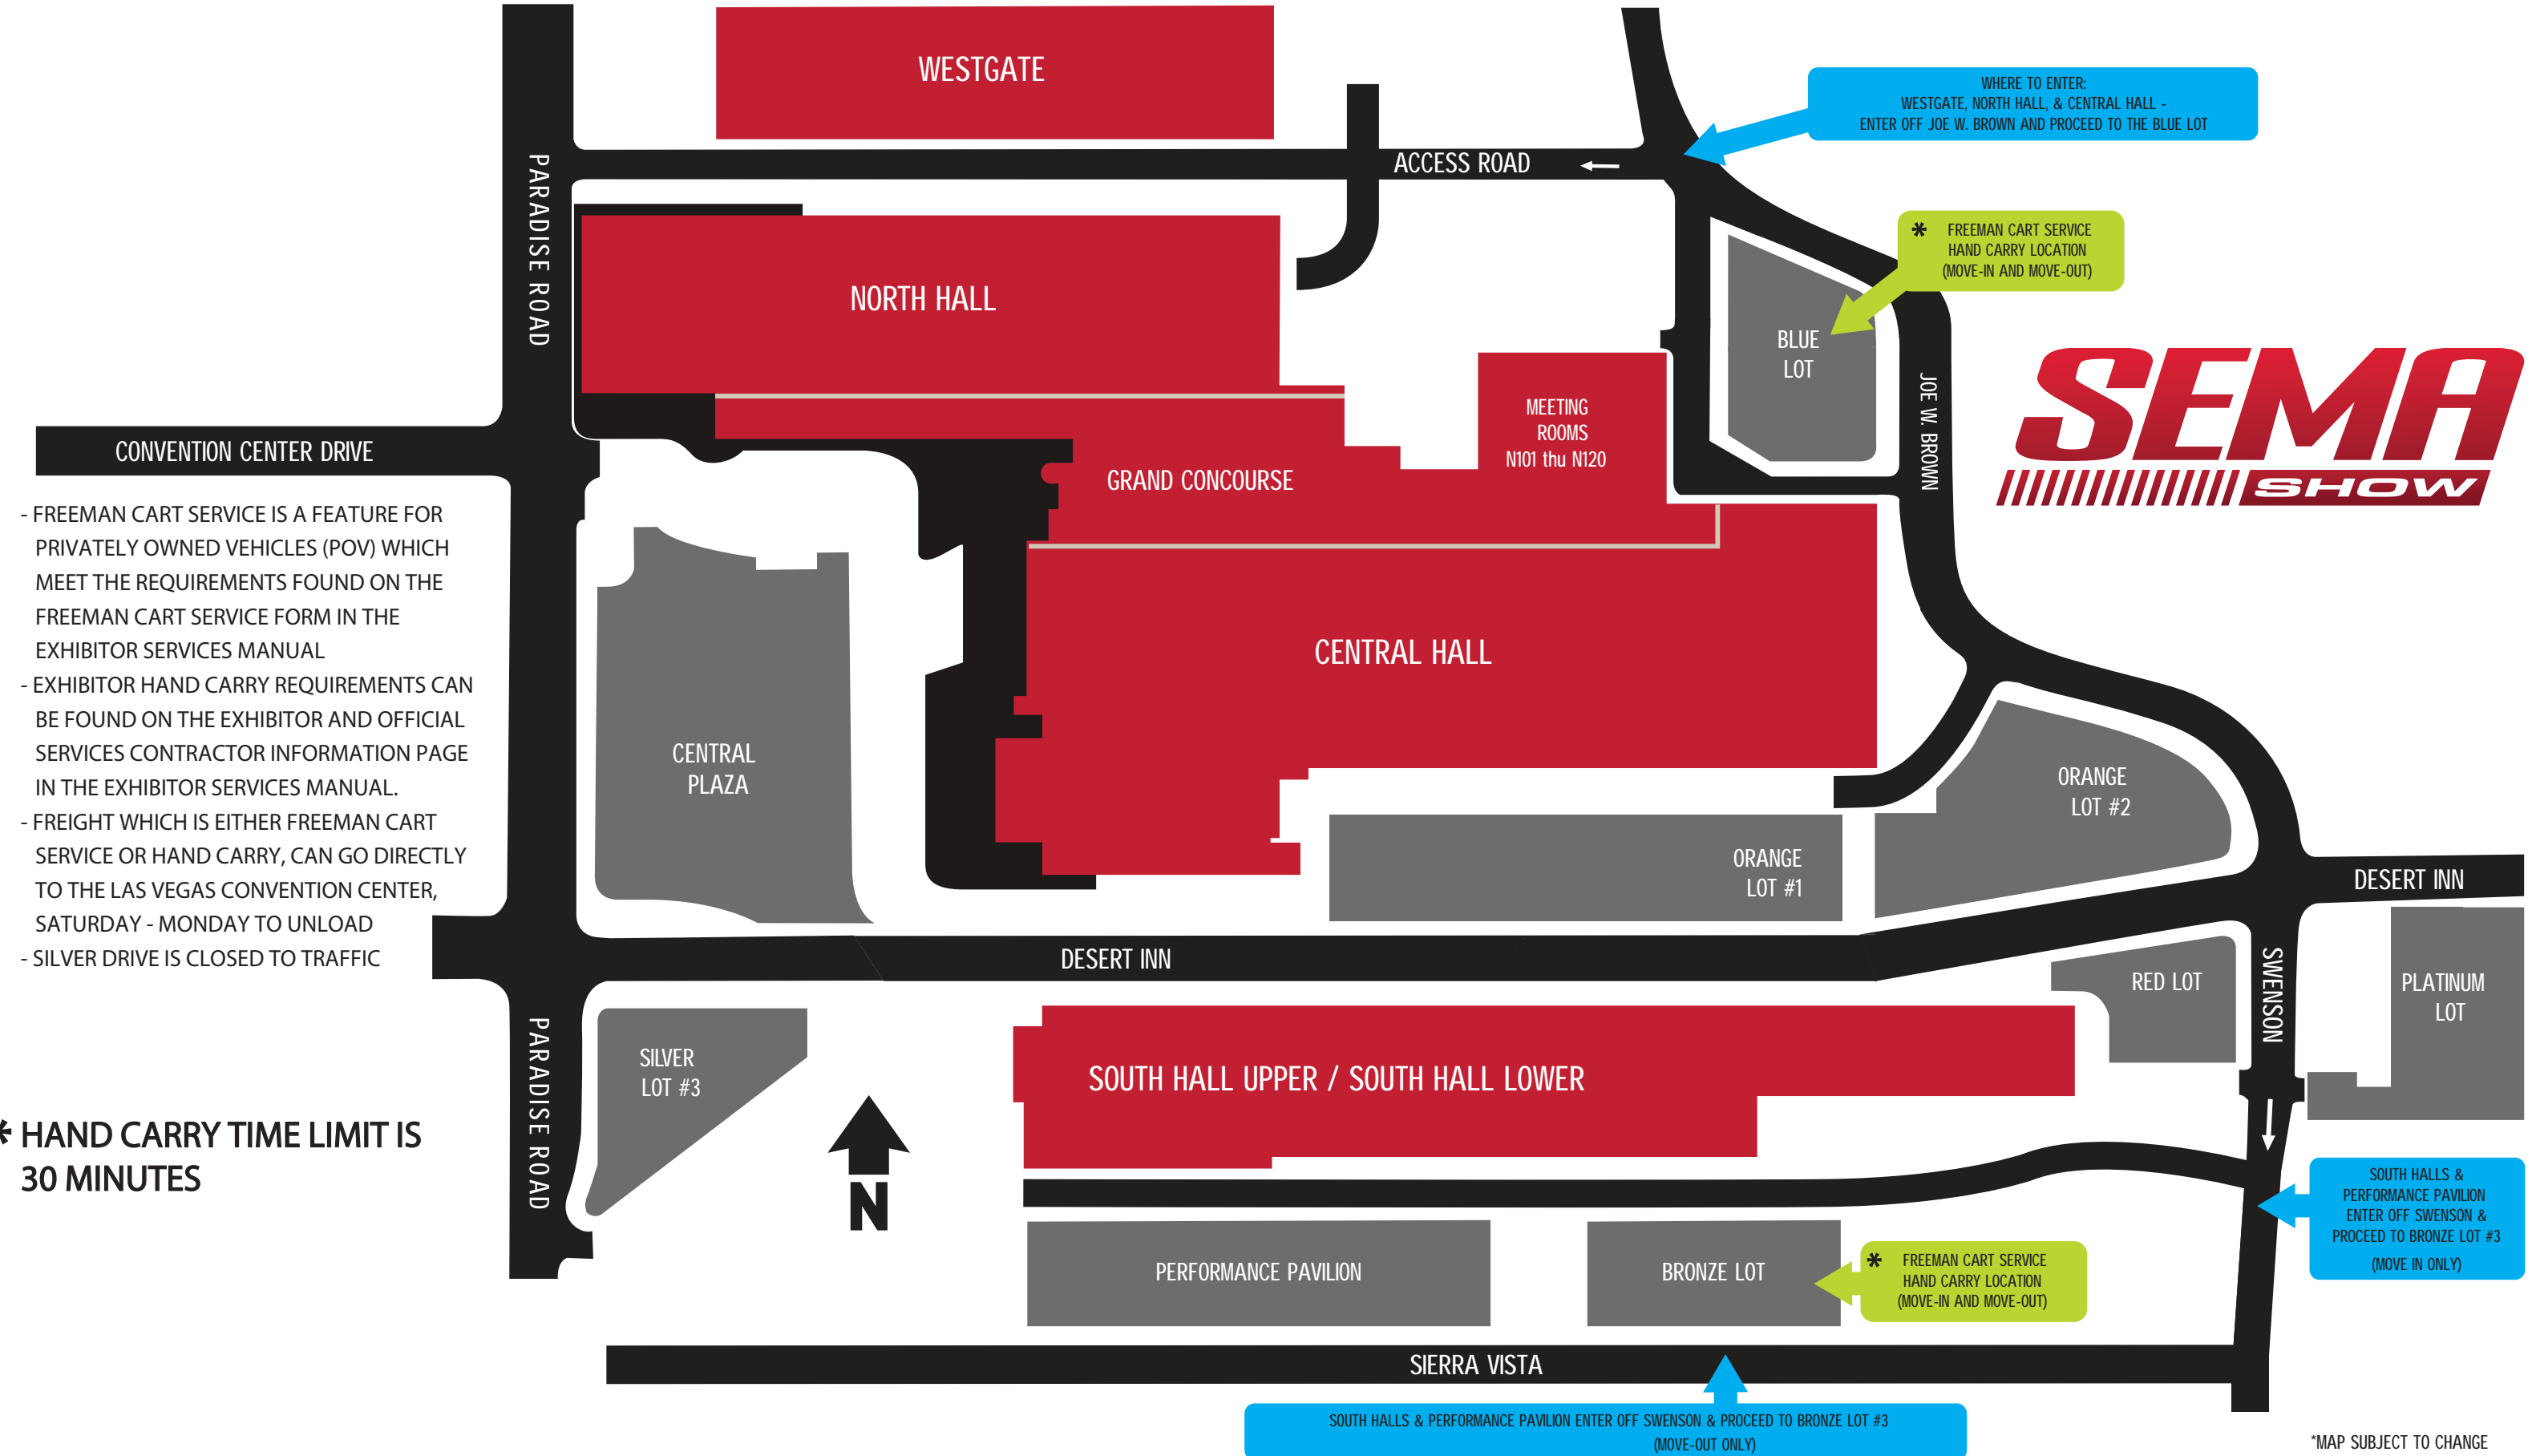 WESTGATE
WHERE TO ENTER:
WESTGATE, NORTH HALL, & CENTRAL HALL -
ENTER OFF JOE W. BROWN AND PROCEED TO THE BLUE LOT
PARADISE ROAD
ACCESS ROAD
* FREEMAN CART SERVICE
HAND CARRY LOCATION
(MOVE-IN AND MOVE-OUT)
NORTH HALL
BLUE
LOT
JOE W. BROWN
SEMA
SHOW
MEETING
ROOMS
N101 thru N120
CONVENTION CENTER DRIVE
GRAND CONCOURSE
- FREEMAN CART SERVICE IS A FEATURE FOR
PRIVATELY OWNED VEHICLES (POV) WHICH
MEET THE REQUIREMENTS FOUND ON THE
FREEMAN CART SERVICE FORM IN THE
EXHIBITOR SERVICES MANUAL
- EXHIBITOR HAND CARRY REQUIREMENTS CAN
BE FOUND ON THE EXHIBITOR AND OFFICIAL
SERVICES CONTRACTOR INFORMATION PAGE
IN THE EXHIBITOR SERVICES MANUAL.
- FREIGHT WHICH IS EITHER FREEMAN CART
SERVICE OR HAND CARRY, CAN GO DIRECTLY
TO THE LAS VEGAS CONVENTION CENTER,
SATURDAY - MONDAY TO UNLOAD
- SILVER DRIVE IS CLOSED TO TRAFFIC
CENTRAL HALL
CENTRAL
PLAZA
ORANGE
LOT #2
ORANGE
LOT #1
DESERT INN
DESERT INN
RED LOT
SWENSON
PLATINUM
LOT
SILVER
LOT #3
PARADISE ROAD
SOUTH HALL UPPER / SOUTH HALL LOWER
* HAND CARRY TIME LIMIT IS
30 MINUTES
N
SOUTH HALLS &
PERFORMANCE PAVILION
ENTER OFF SWENSON &
PROCEED TO BRONZE LOT #3
(MOVE IN ONLY)
PERFORMANCE PAVILION
BRONZE LOT
* FREEMAN CART SERVICE
HAND CARRY LOCATION
(MOVE-IN AND MOVE-OUT)
SIERRA VISTA
SOUTH HALLS & PERFORMANCE PAVILION ENTER OFF SWENSON & PROCEED TO BRONZE LOT #3
(MOVE-OUT ONLY)
*MAP SUBJECT TO CHANGE